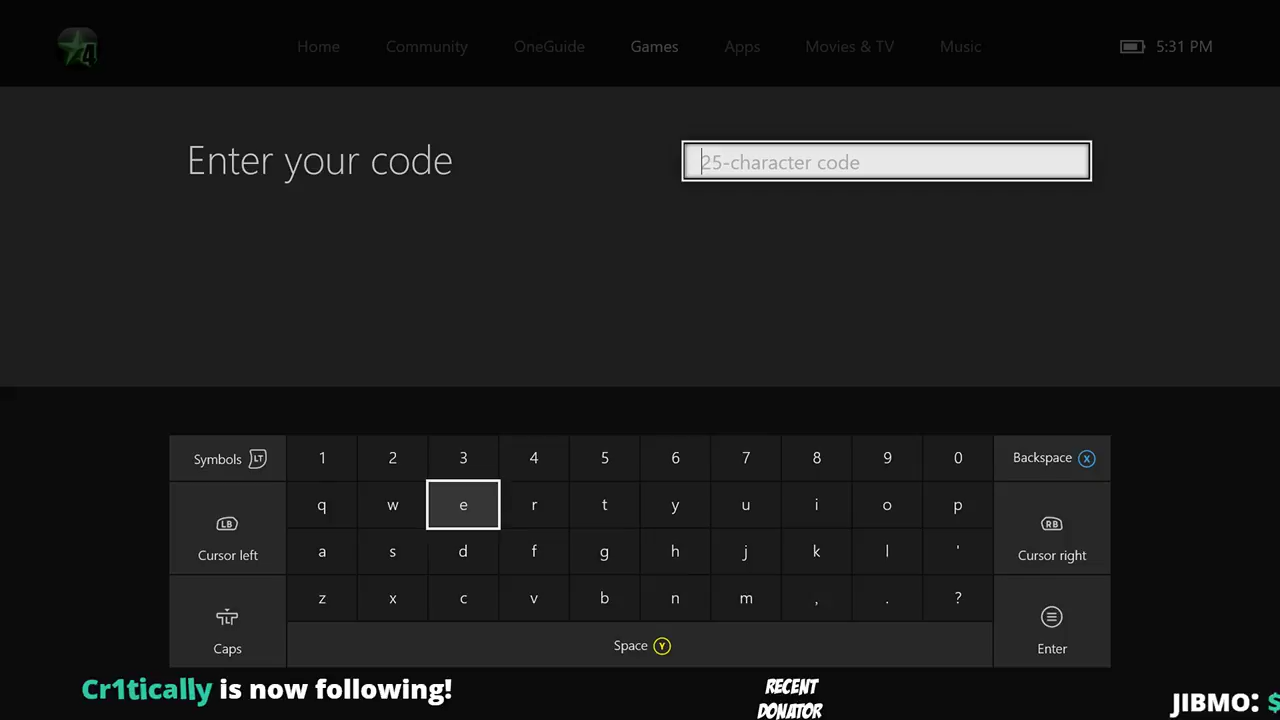 Home Community OneGuide Games Apps Movies & TV Music 5:31 PM
Enter your code
25-character code
Symbols LT 1 2 3 4 5 6 7 8 9 0 Backspace X
q w e r t y u i o p
LB RB
Cursor left a s d f g h j k l ' Cursor right
z x c v b n m , . ?
Caps Space Y Enter
Cr1tically is now following!
RECENT
DONATOR
JIBMO: $